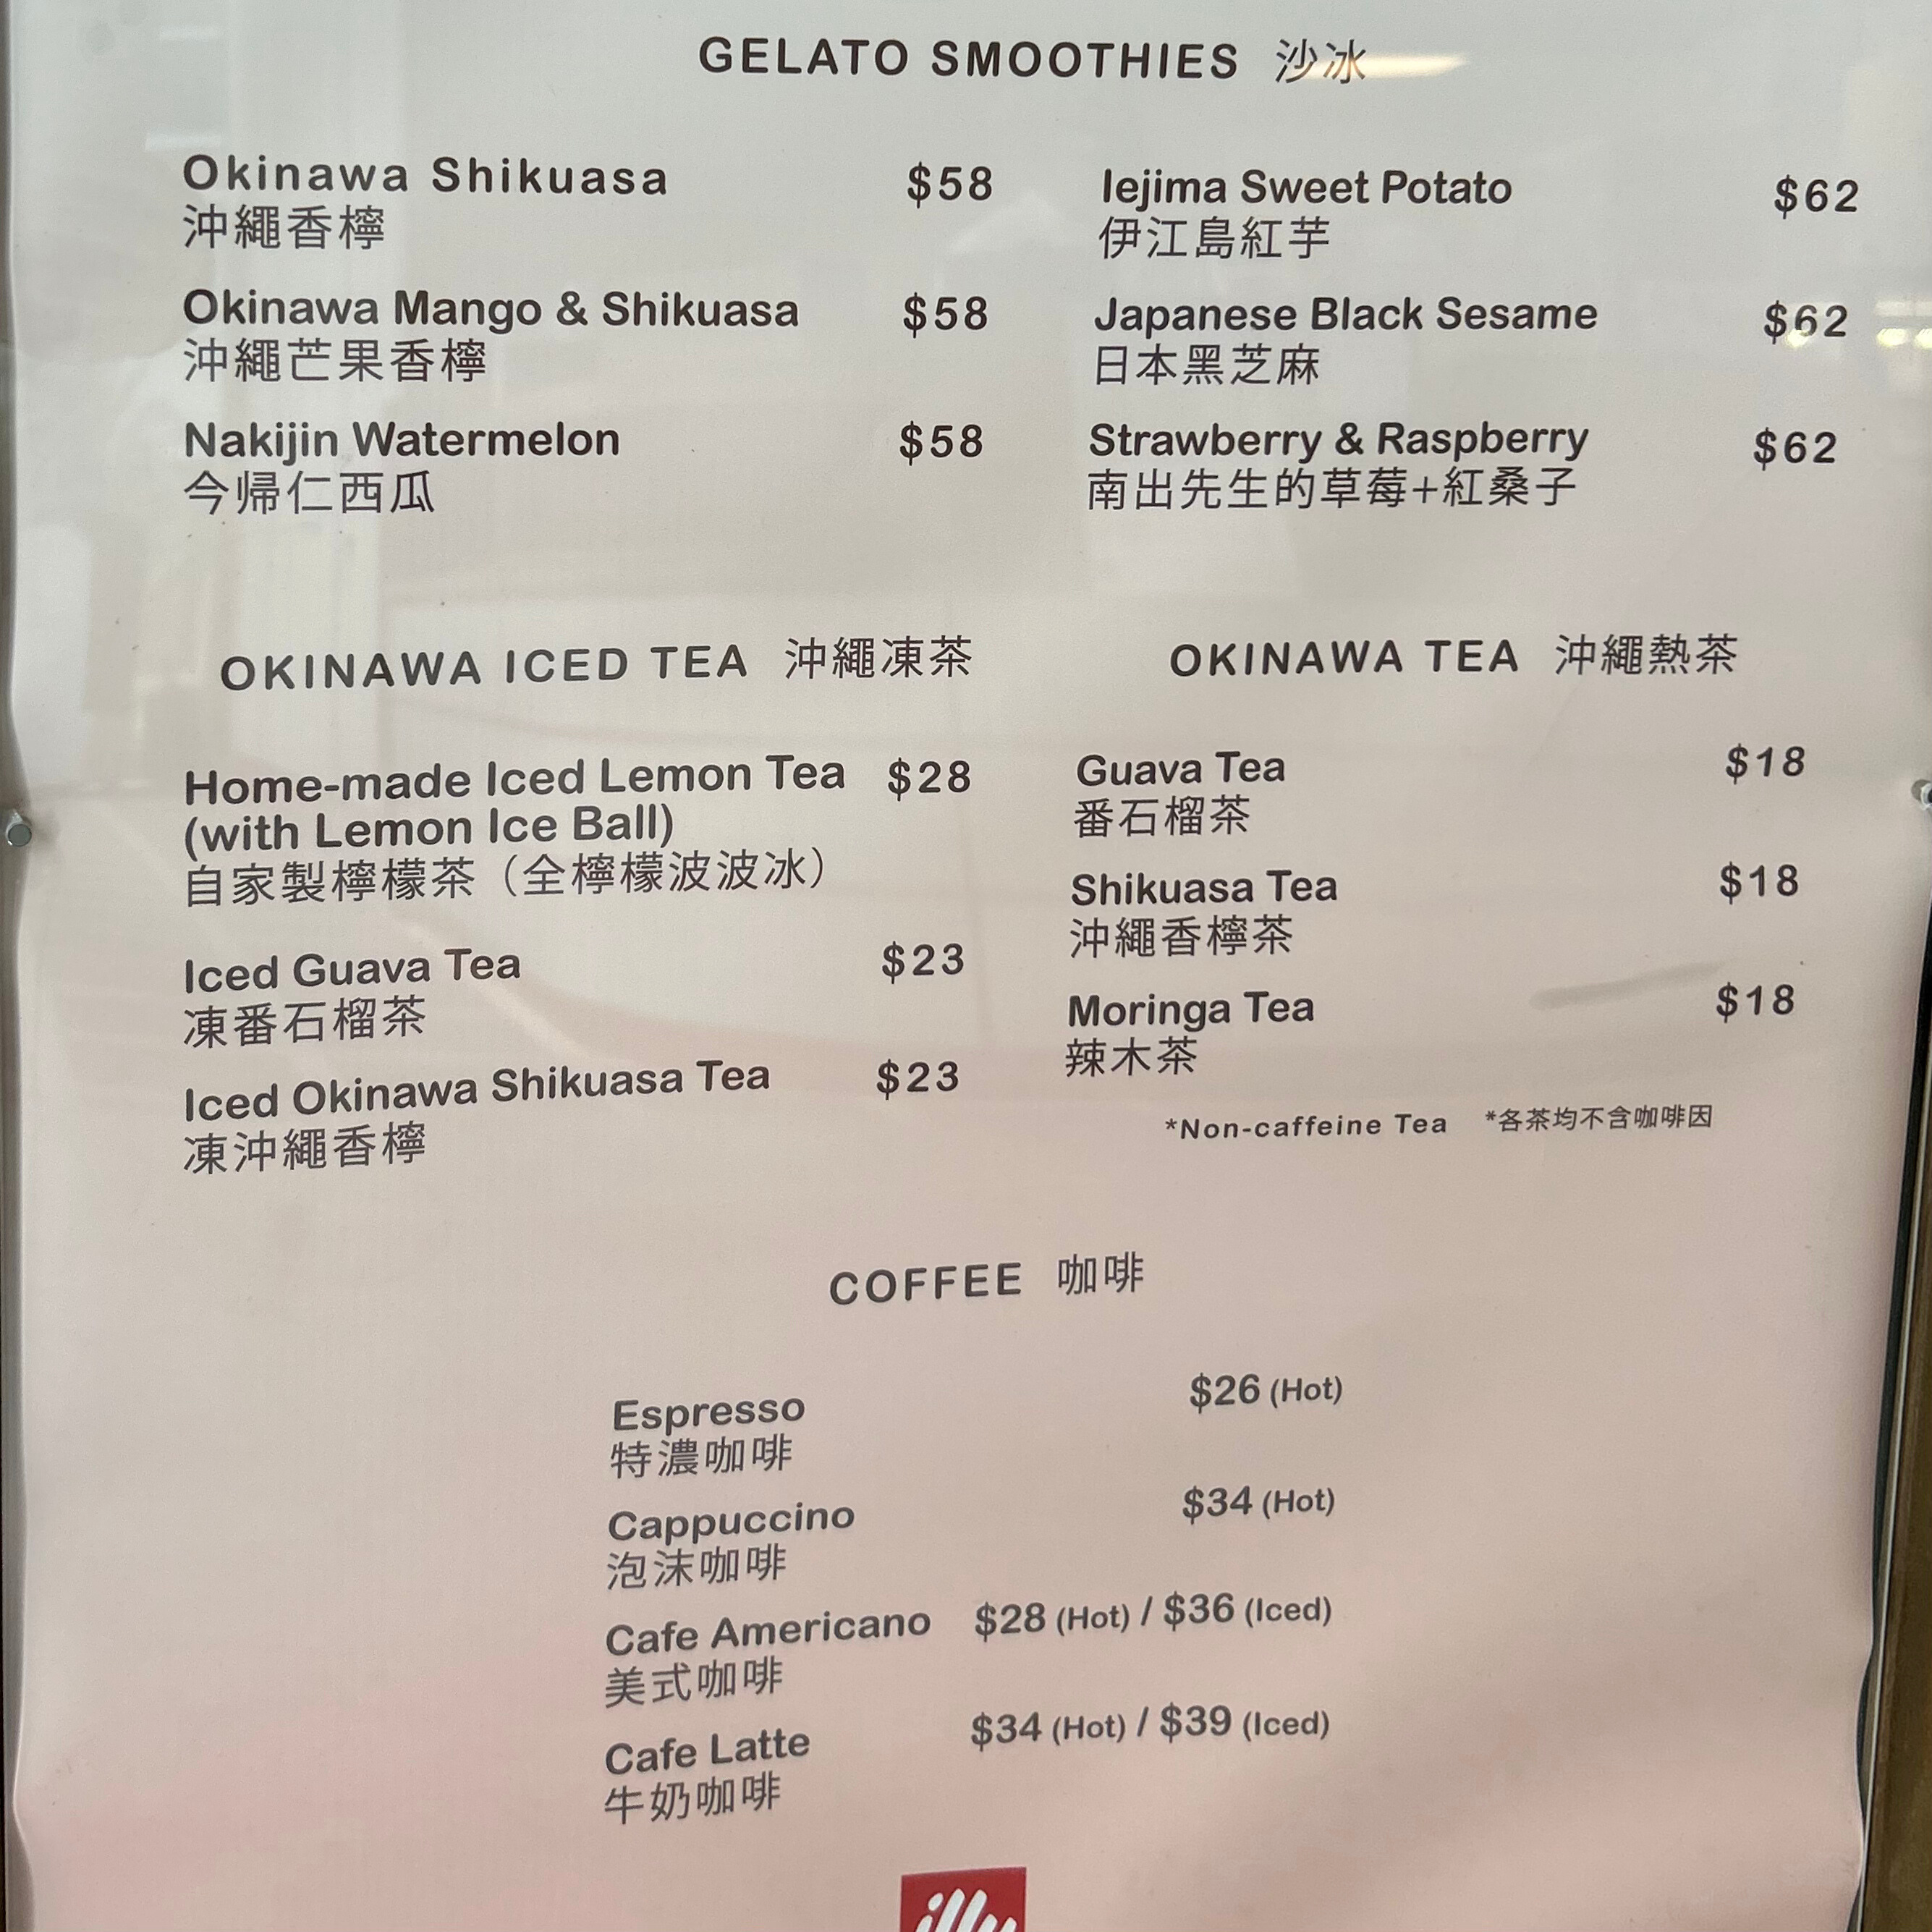 GELATO SMOOTHIES 沙冰
Okinawa Shikuasa $58
沖繩香檸
Okinawa Mango & Shikuasa $58
沖繩芒果香檸
Nakijin Watermelon $58
今帰仁西瓜
Iejima Sweet Potato $62
伊江島紅芋
Japanese Black Sesame $62
日本黑芝麻
Strawberry & Raspberry $62
南出先生的草莓+紅桑子
OKINAWA ICED TEA 沖繩凍茶
Home-made Iced Lemon Tea $28
(with Lemon Ice Ball)
自家製檸檬茶（全檸檬波波冰）
Iced Guava Tea $23
凍番石榴茶
Iced Okinawa Shikuasa Tea $23
凍沖繩香檸
OKINAWA TEA 沖繩熱茶
Guava Tea $18
番石榴茶
Shikuasa Tea $18
沖繩香檸茶
Moringa Tea $18
辣木茶
*Non-caffeine Tea *各茶均不含咖啡因
COFFEE 咖啡
Espresso $26 (Hot)
特濃咖啡
Cappuccino $34 (Hot)
泡沫咖啡
Cafe Americano $28 (Hot) / $36 (Iced)
美式咖啡
Cafe Latte $34 (Hot) / $39 (Iced)
牛奶咖啡
illy